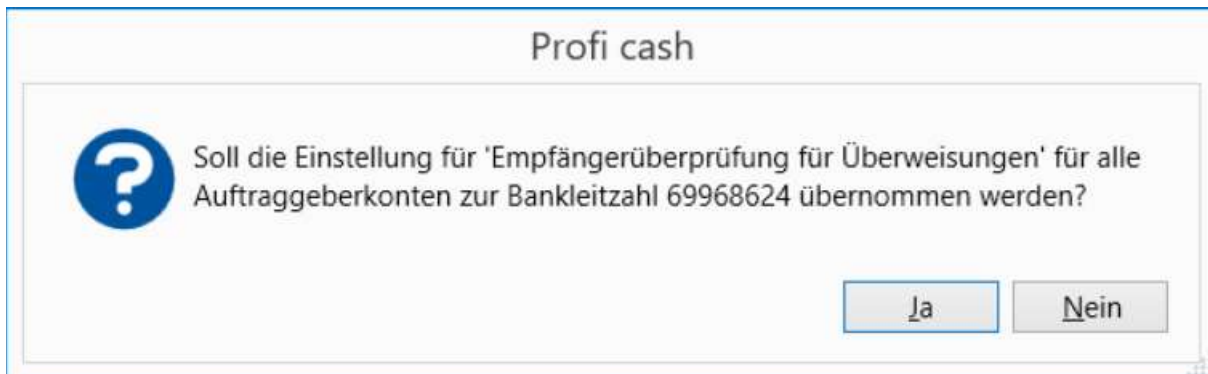 Profi cash
Soll die Einstellung für 'Empfängerüberprüfung für Überweisungen' für alle
Auftraggeberkonten zur Bankleitzahl 69968624 übernommen werden?
Ja
Nein